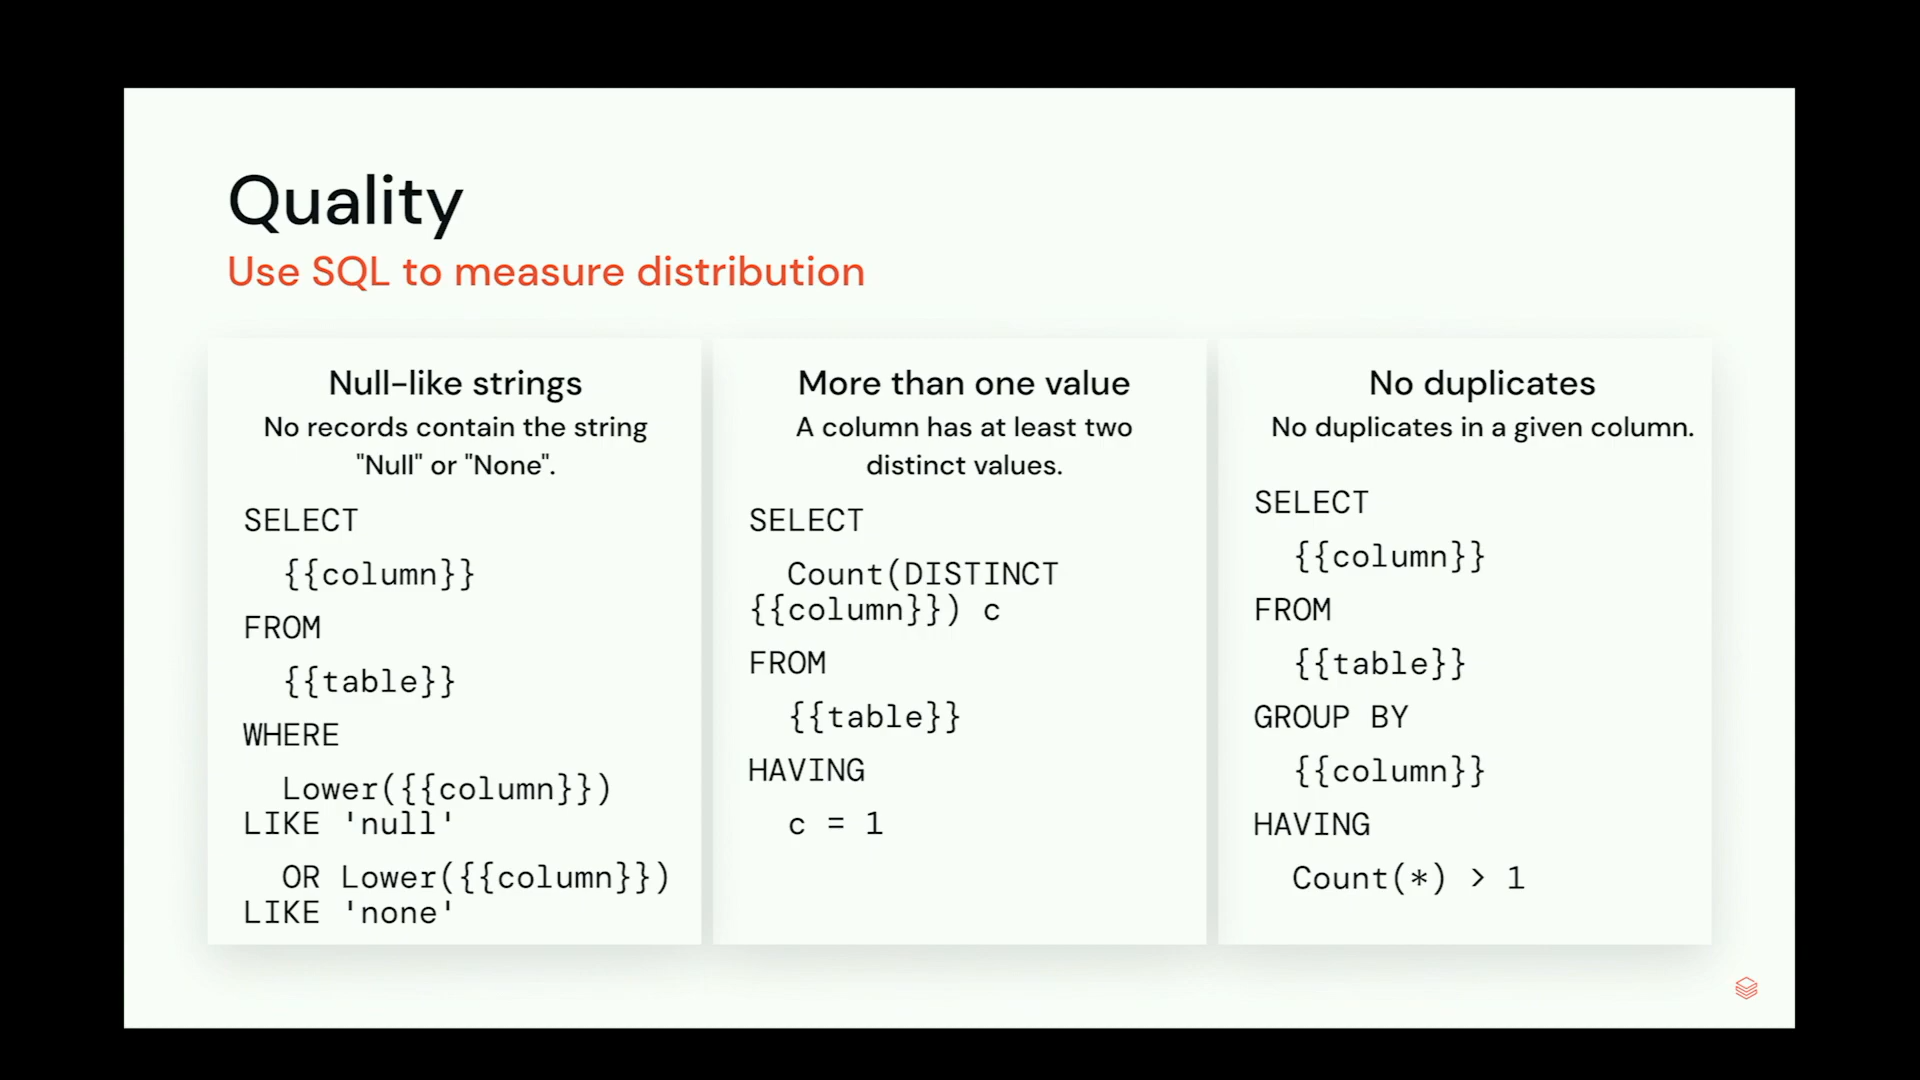 Quality
Use SQL to measure distribution
Null-like strings
No records contain the string
"Null" or "None".
SELECT
{{column}}
FROM
{{table}}
WHERE
Lower({{column}})
LIKE 'null'
OR Lower({{column}})
LIKE 'none'
More than one value
A column has at least two
distinct values.
SELECT
Count(DISTINCT
{{column}}) c
FROM
{{table}}
HAVING
c = 1
No duplicates
No duplicates in a given column.
SELECT
{{column}}
FROM
{{table}}
GROUP BY
{{column}}
HAVING
Count(*) > 1